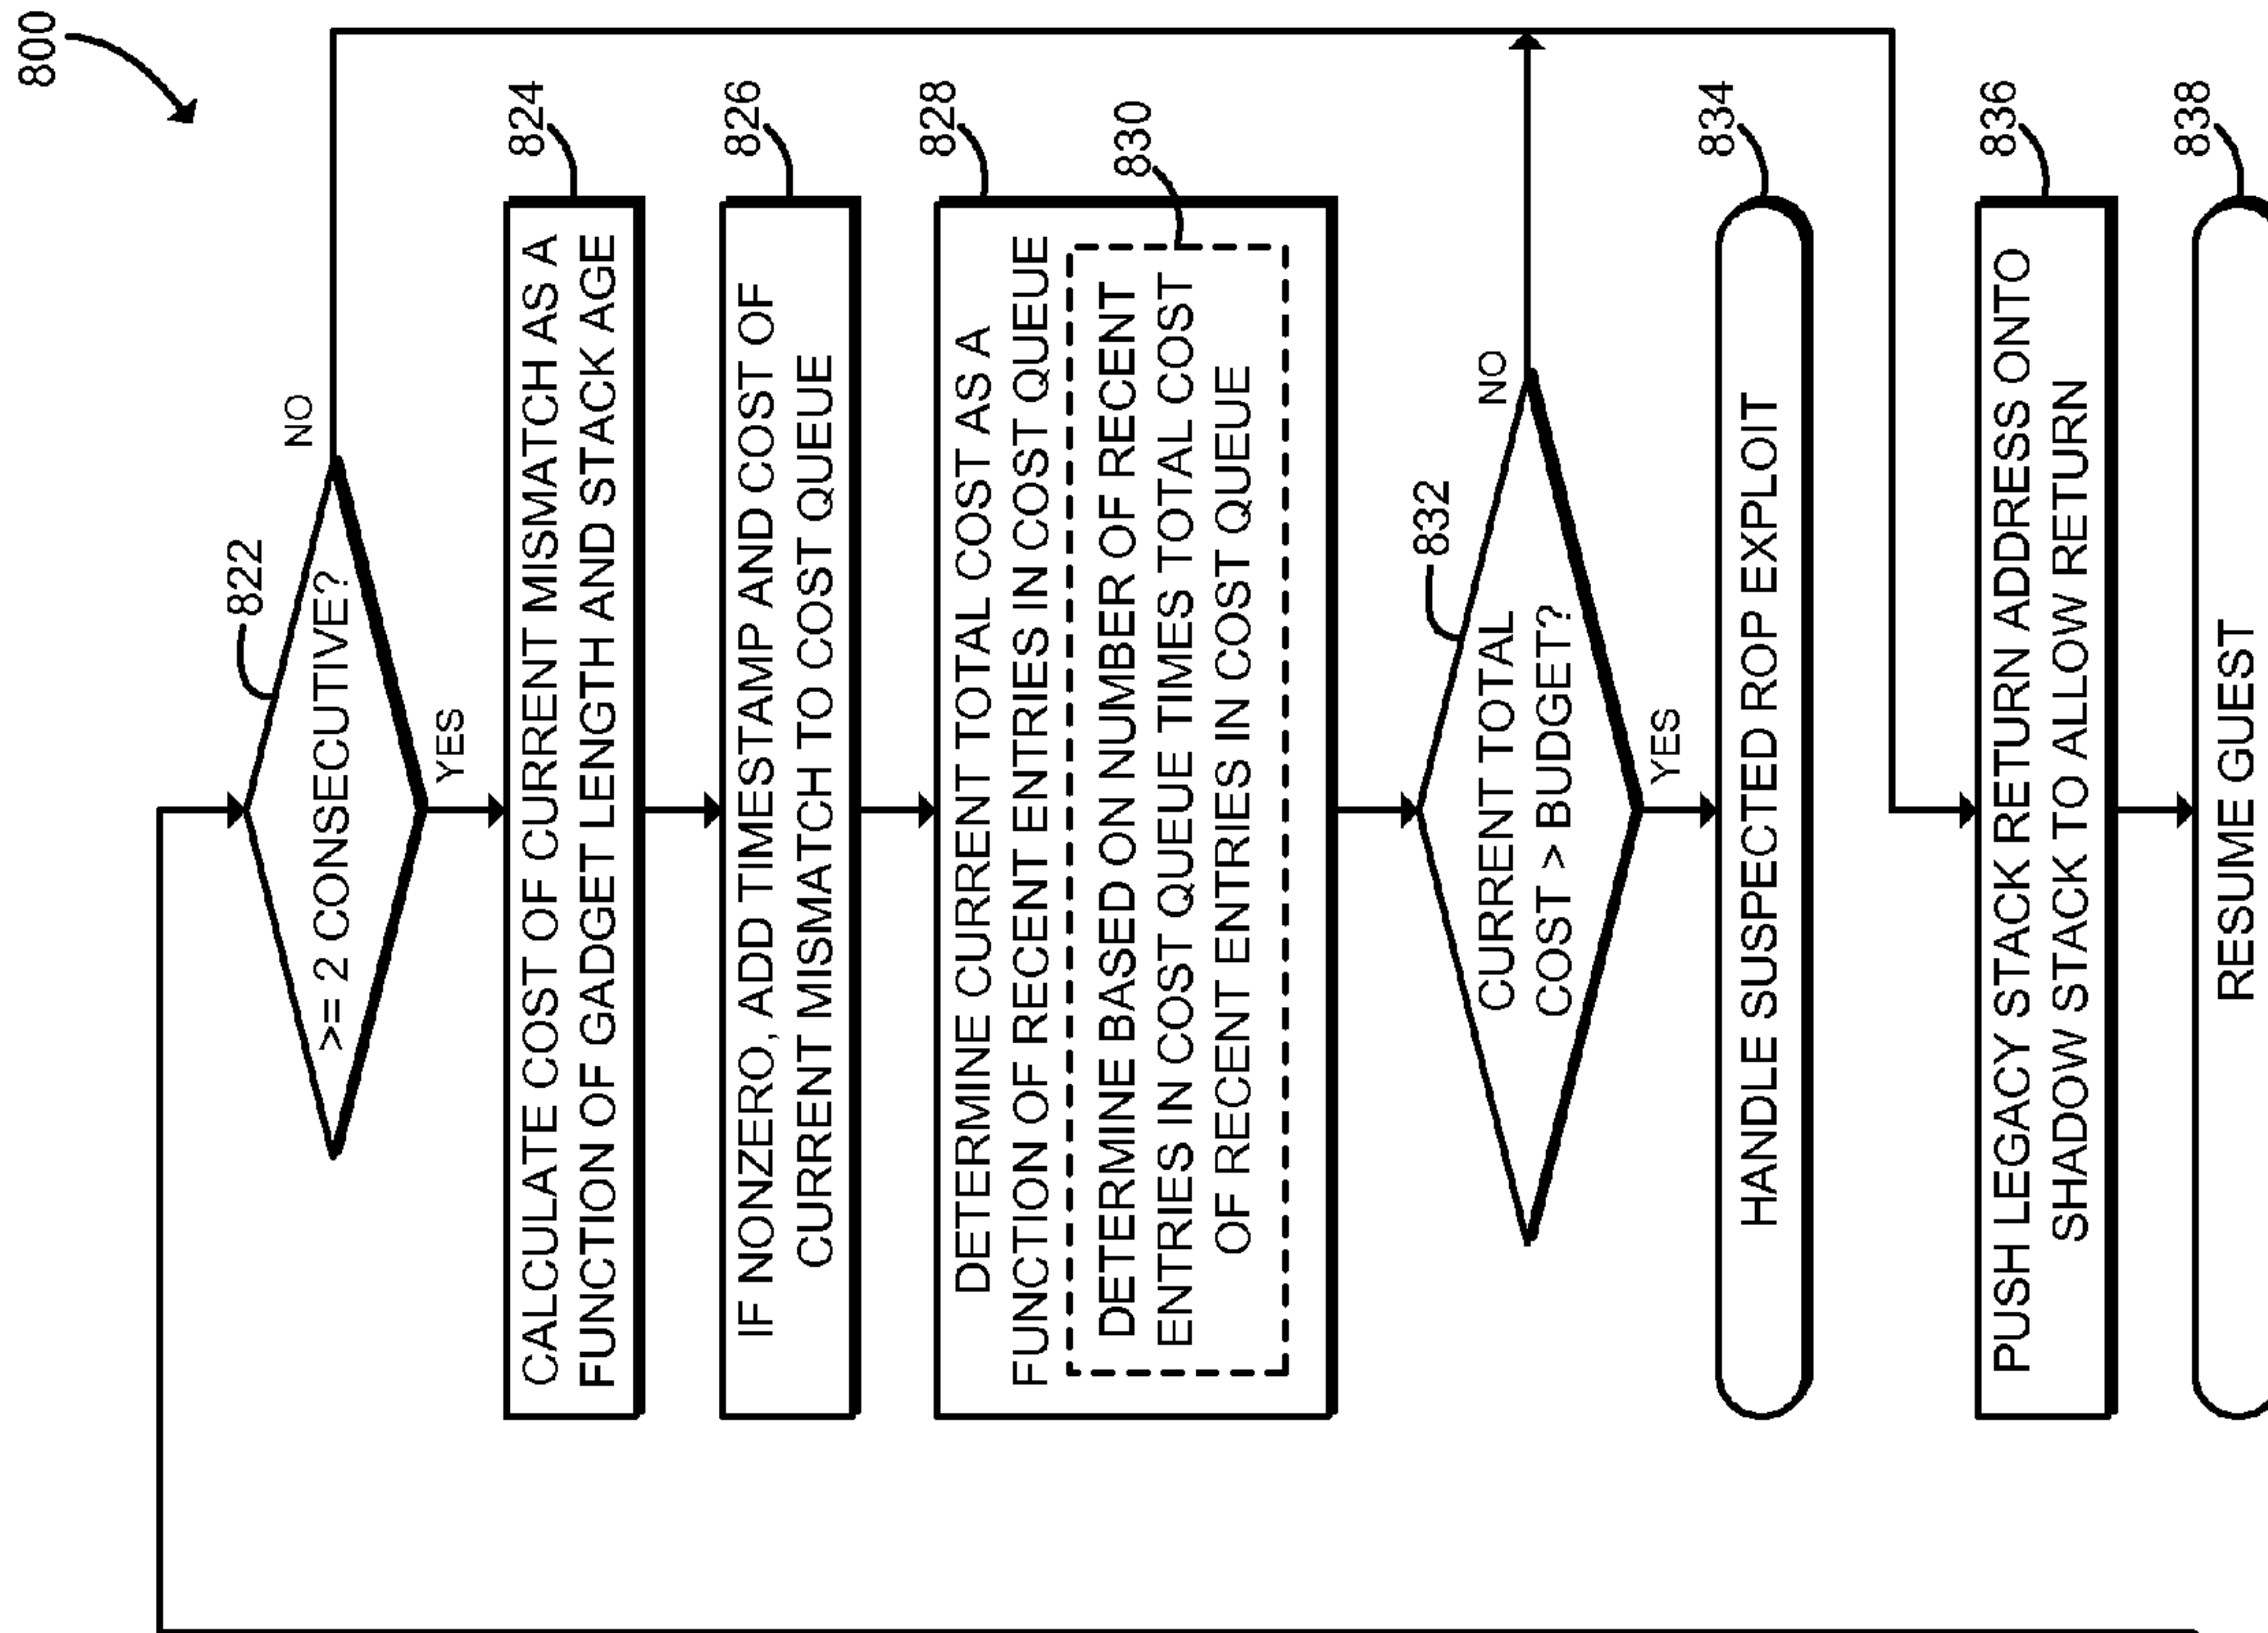 800
822
>= 2 CONSECUTIVE?
NO
YES
824
CALCULATE COST OF CURRENT MISMATCH AS A
FUNCTION OF GADGET LENGTH AND STACK AGE
826
IF NONZERO, ADD TIMESTAMP AND COST OF
CURRENT MISMATCH TO COST QUEUE
828
DETERMINE CURRENT TOTAL COST AS A
FUNCTION OF RECENT ENTRIES IN COST QUEUE
830
DETERMINE BASED ON NUMBER OF RECENT
ENTRIES IN COST QUEUE TIMES TOTAL COST
OF RECENT ENTRIES IN COST QUEUE
832
CURRENT TOTAL
COST > BUDGET?
NO
YES
834
HANDLE SUSPECTED ROP EXPLOIT
836
PUSH LEGACY STACK RETURN ADDRESS ONTO
SHADOW STACK TO ALLOW RETURN
838
RESUME GUEST